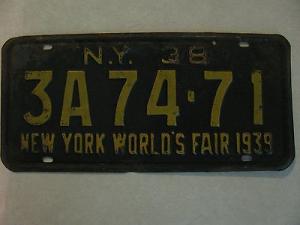 N.Y. 38
3A74·71
NEW YORK WORLD'S FAIR 1939